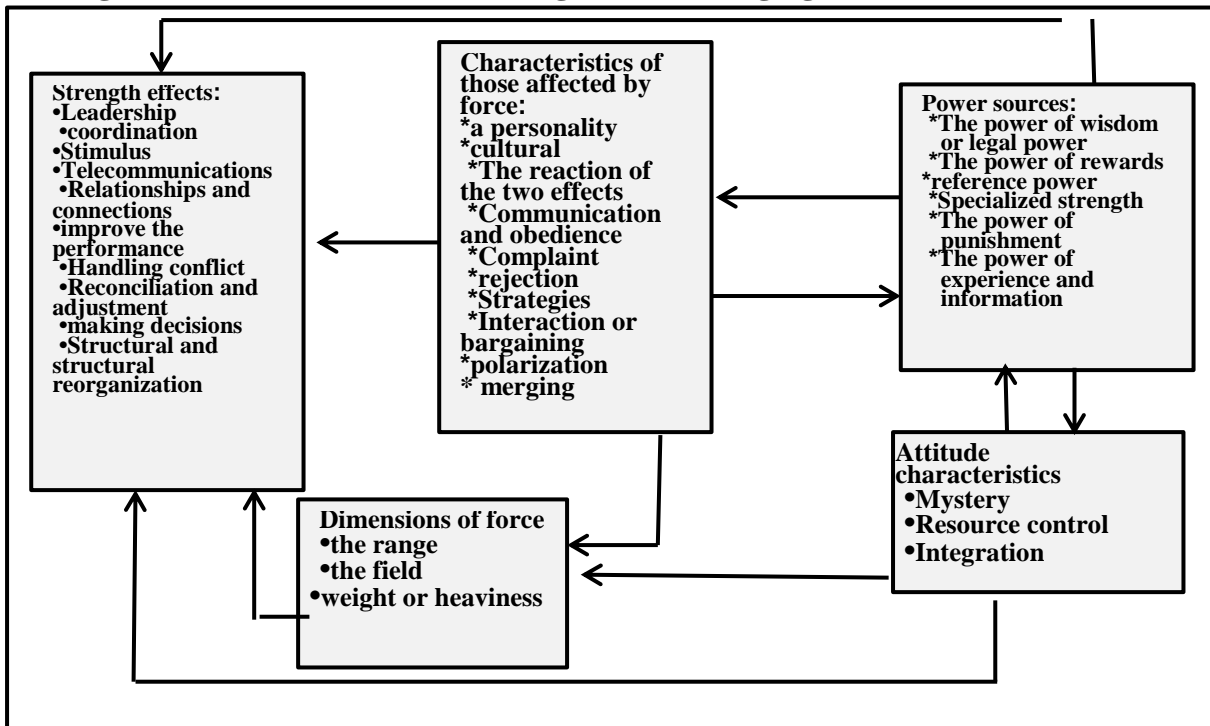 Strength effects:
•Leadership
•coordination
•Stimulus
•Telecommunications
•Relationships and
connections
•improve the
performance
•Handling conflict
•Reconciliation and
adjustment
•making decisions
•Structural and
structural
reorganization
Characteristics of
those affected by
force:
*a personality
*cultural
*The reaction of
the two effects
*Communication
and obedience
*Complaint
*rejection
*Strategies
*Interaction or
bargaining
*polarization
* merging
Power sources:
*The power of wisdom
or legal power
*The power of rewards
*reference power
*Specialized strength
*The power of
punishment
*The power of
experience and
information
Dimensions of force
•the range
•the field
•weight or heaviness
Attitude
characteristics
•Mystery
•Resource control
•Integration